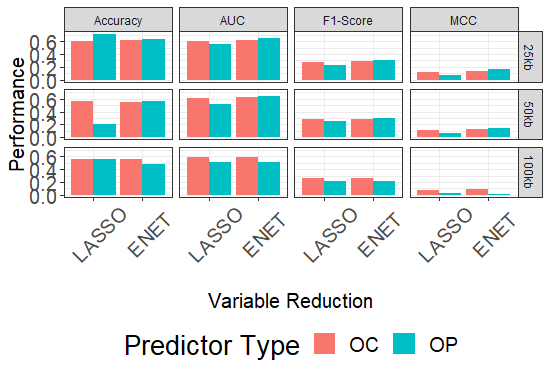 Accuracy AUC F1-Score MCC
Performance
0.6
0.4
0.2
0.0
25kb
0.6
0.4
0.2
0.0
50kb
0.6
0.4
0.2
0.0
100kb
LASSO ENET LASSO ENET LASSO ENET LASSO ENET
Variable Reduction
Predictor Type OC OP